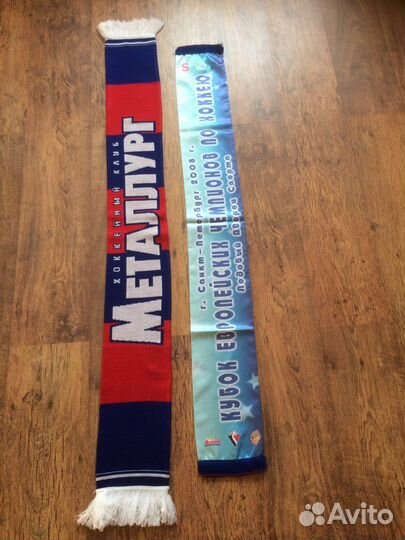 ХОККЕЙНЫЙ КЛУБ
МЕТАЛЛУРГ
S
г. Санкт-Петербург 2008 г.
КУБОК ЕВРОПЕЙСКИХ ЧЕМПИОНОВ ПО ХОККЕЮ
Ледовый Дворец Спорта
Avito